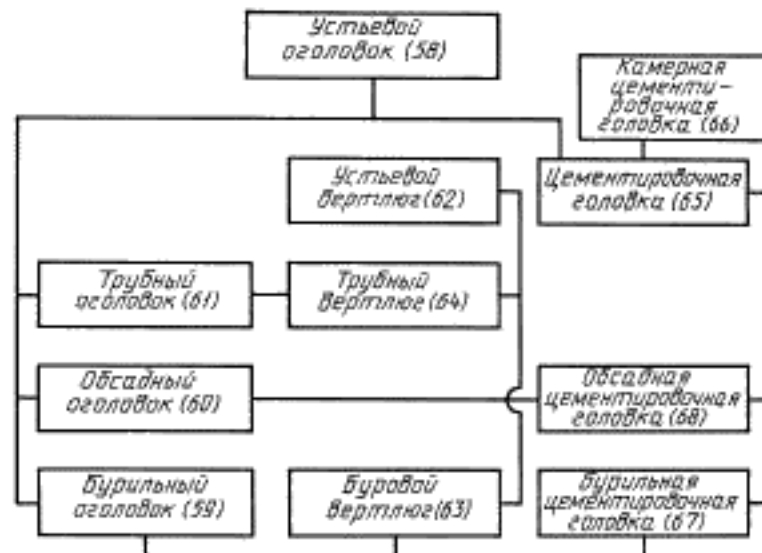 Устьевой
оголовок (58)
Камерная
цементи-
ровочная
головка (66)
Устьевой
вертлюг (62)
Цементировочная
головка (65)
Трубный
оголовок (61)
Трубный
вертлюг (64)
Обсадный
оголовок (60)
Обсадная
цементировочная
головка (68)
Бурильный
оголовок (59)
Буровой
вертлюг (63)
Бурильная
цементировочная
головка (67)